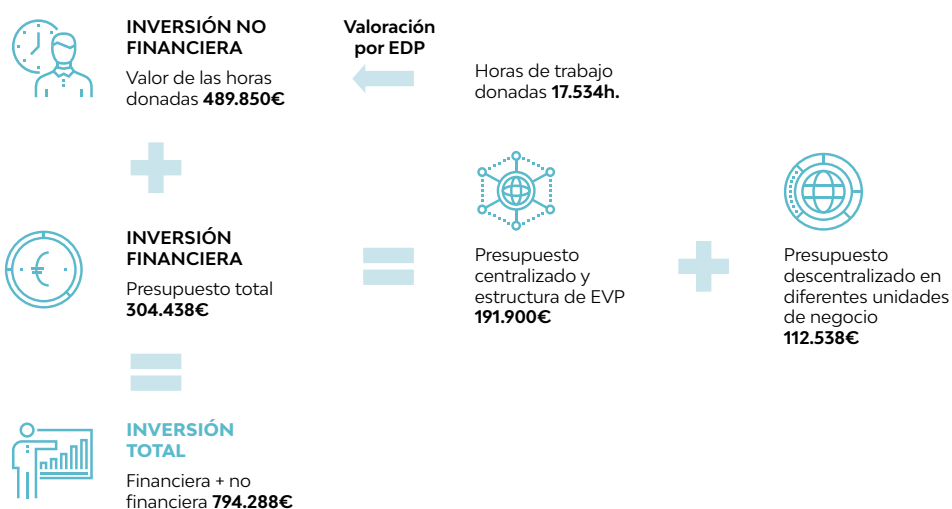 INVERSIÓN NO
FINANCIERA
Valor de las horas
donadas 489.850€
Valoración
por EDP
Horas de trabajo
donadas 17.534h.
INVERSIÓN
FINANCIERA
Presupuesto total
304.438€
Presupuesto
centralizado y
estructura de EVP
191.900€
Presupuesto
descentralizado en
diferentes unidades
de negocio
112.538€
INVERSIÓN
TOTAL
Financiera + no
financiera 794.288€